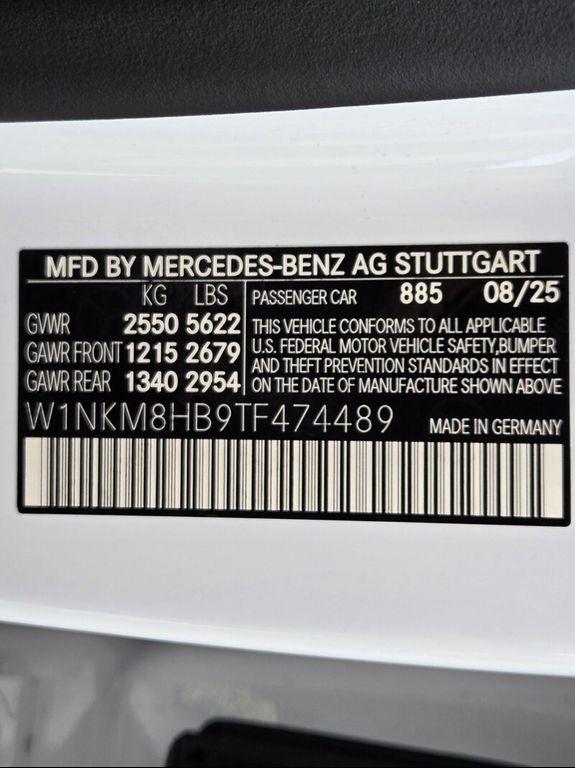 MFD BY MERCEDES-BENZ AG STUTTGART
KG LBS
GVWR 2550 5622
GAWR FRONT 1215 2679
GAWR REAR 1340 2954
PASSENGER CAR 885 08/25
THIS VEHICLE CONFORMS TO ALL APPLICABLE
U.S. FEDERAL MOTOR VEHICLE SAFETY,BUMPER
AND THEFT PREVENTION STANDARDS IN EFFECT
ON THE DATE OF MANUFACTURE SHOWN ABOVE
W1NKM8HB9TF474489
MADE IN GERMANY